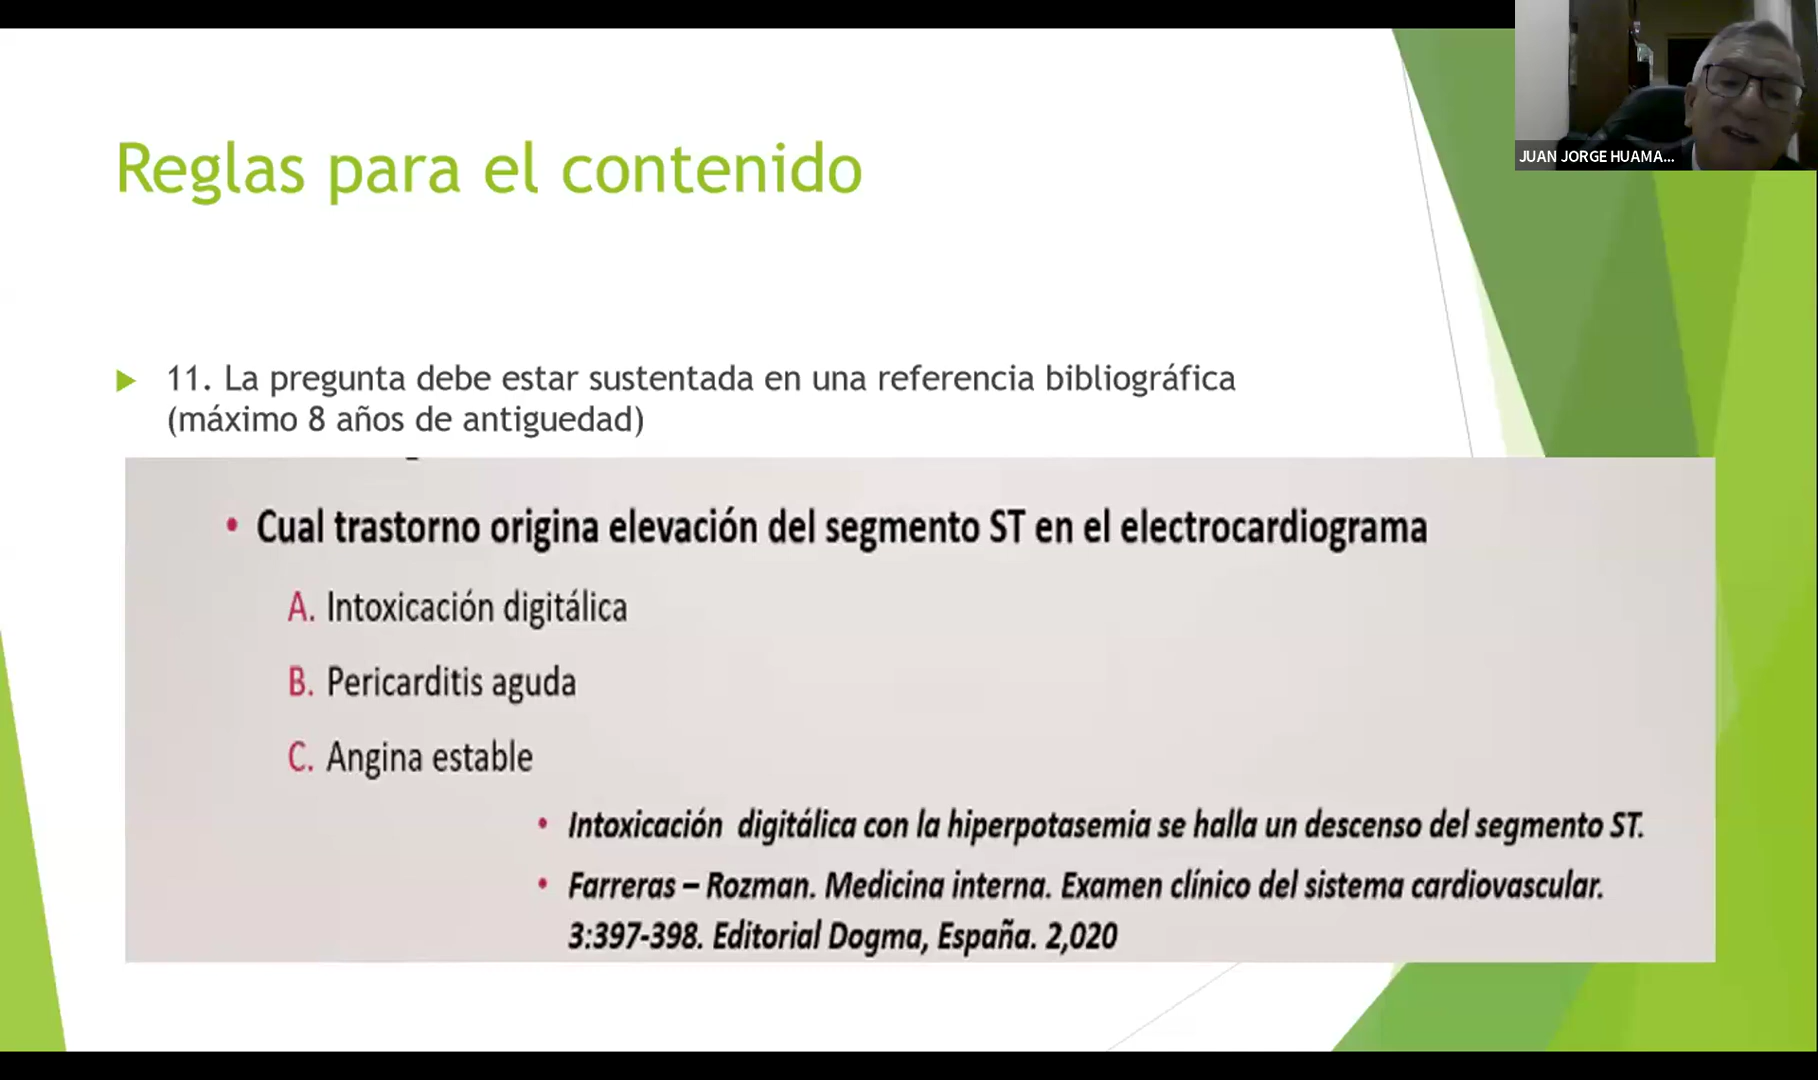 JUAN JORGE HUAMA...
Reglas para el contenido
11. La pregunta debe estar sustentada en una referencia bibliográfica
(máximo 8 años de antiguedad)
• Cual trastorno origina elevación del segmento ST en el electrocardiograma
A. Intoxicación digitálica
B. Pericarditis aguda
C. Angina estable
• Intoxicación digitálica con la hiperpotasemia se halla un descenso del segmento ST.
• Farreras – Rozman. Medicina interna. Examen clínico del sistema cardiovascular.
3:397-398. Editorial Dogma, España. 2,020